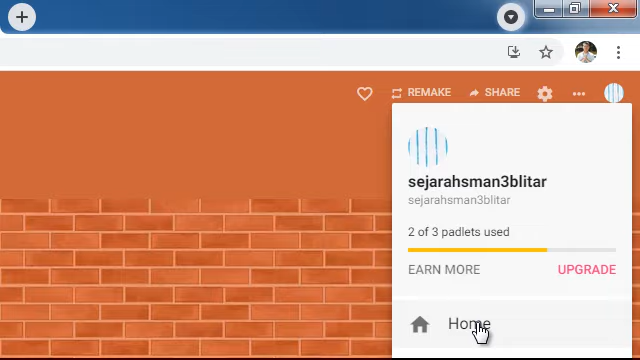 REMAKE SHARE
sejarahsman3blitar
sejarahsman3blitar
2 of 3 padlets used
EARN MORE UPGRADE
Home